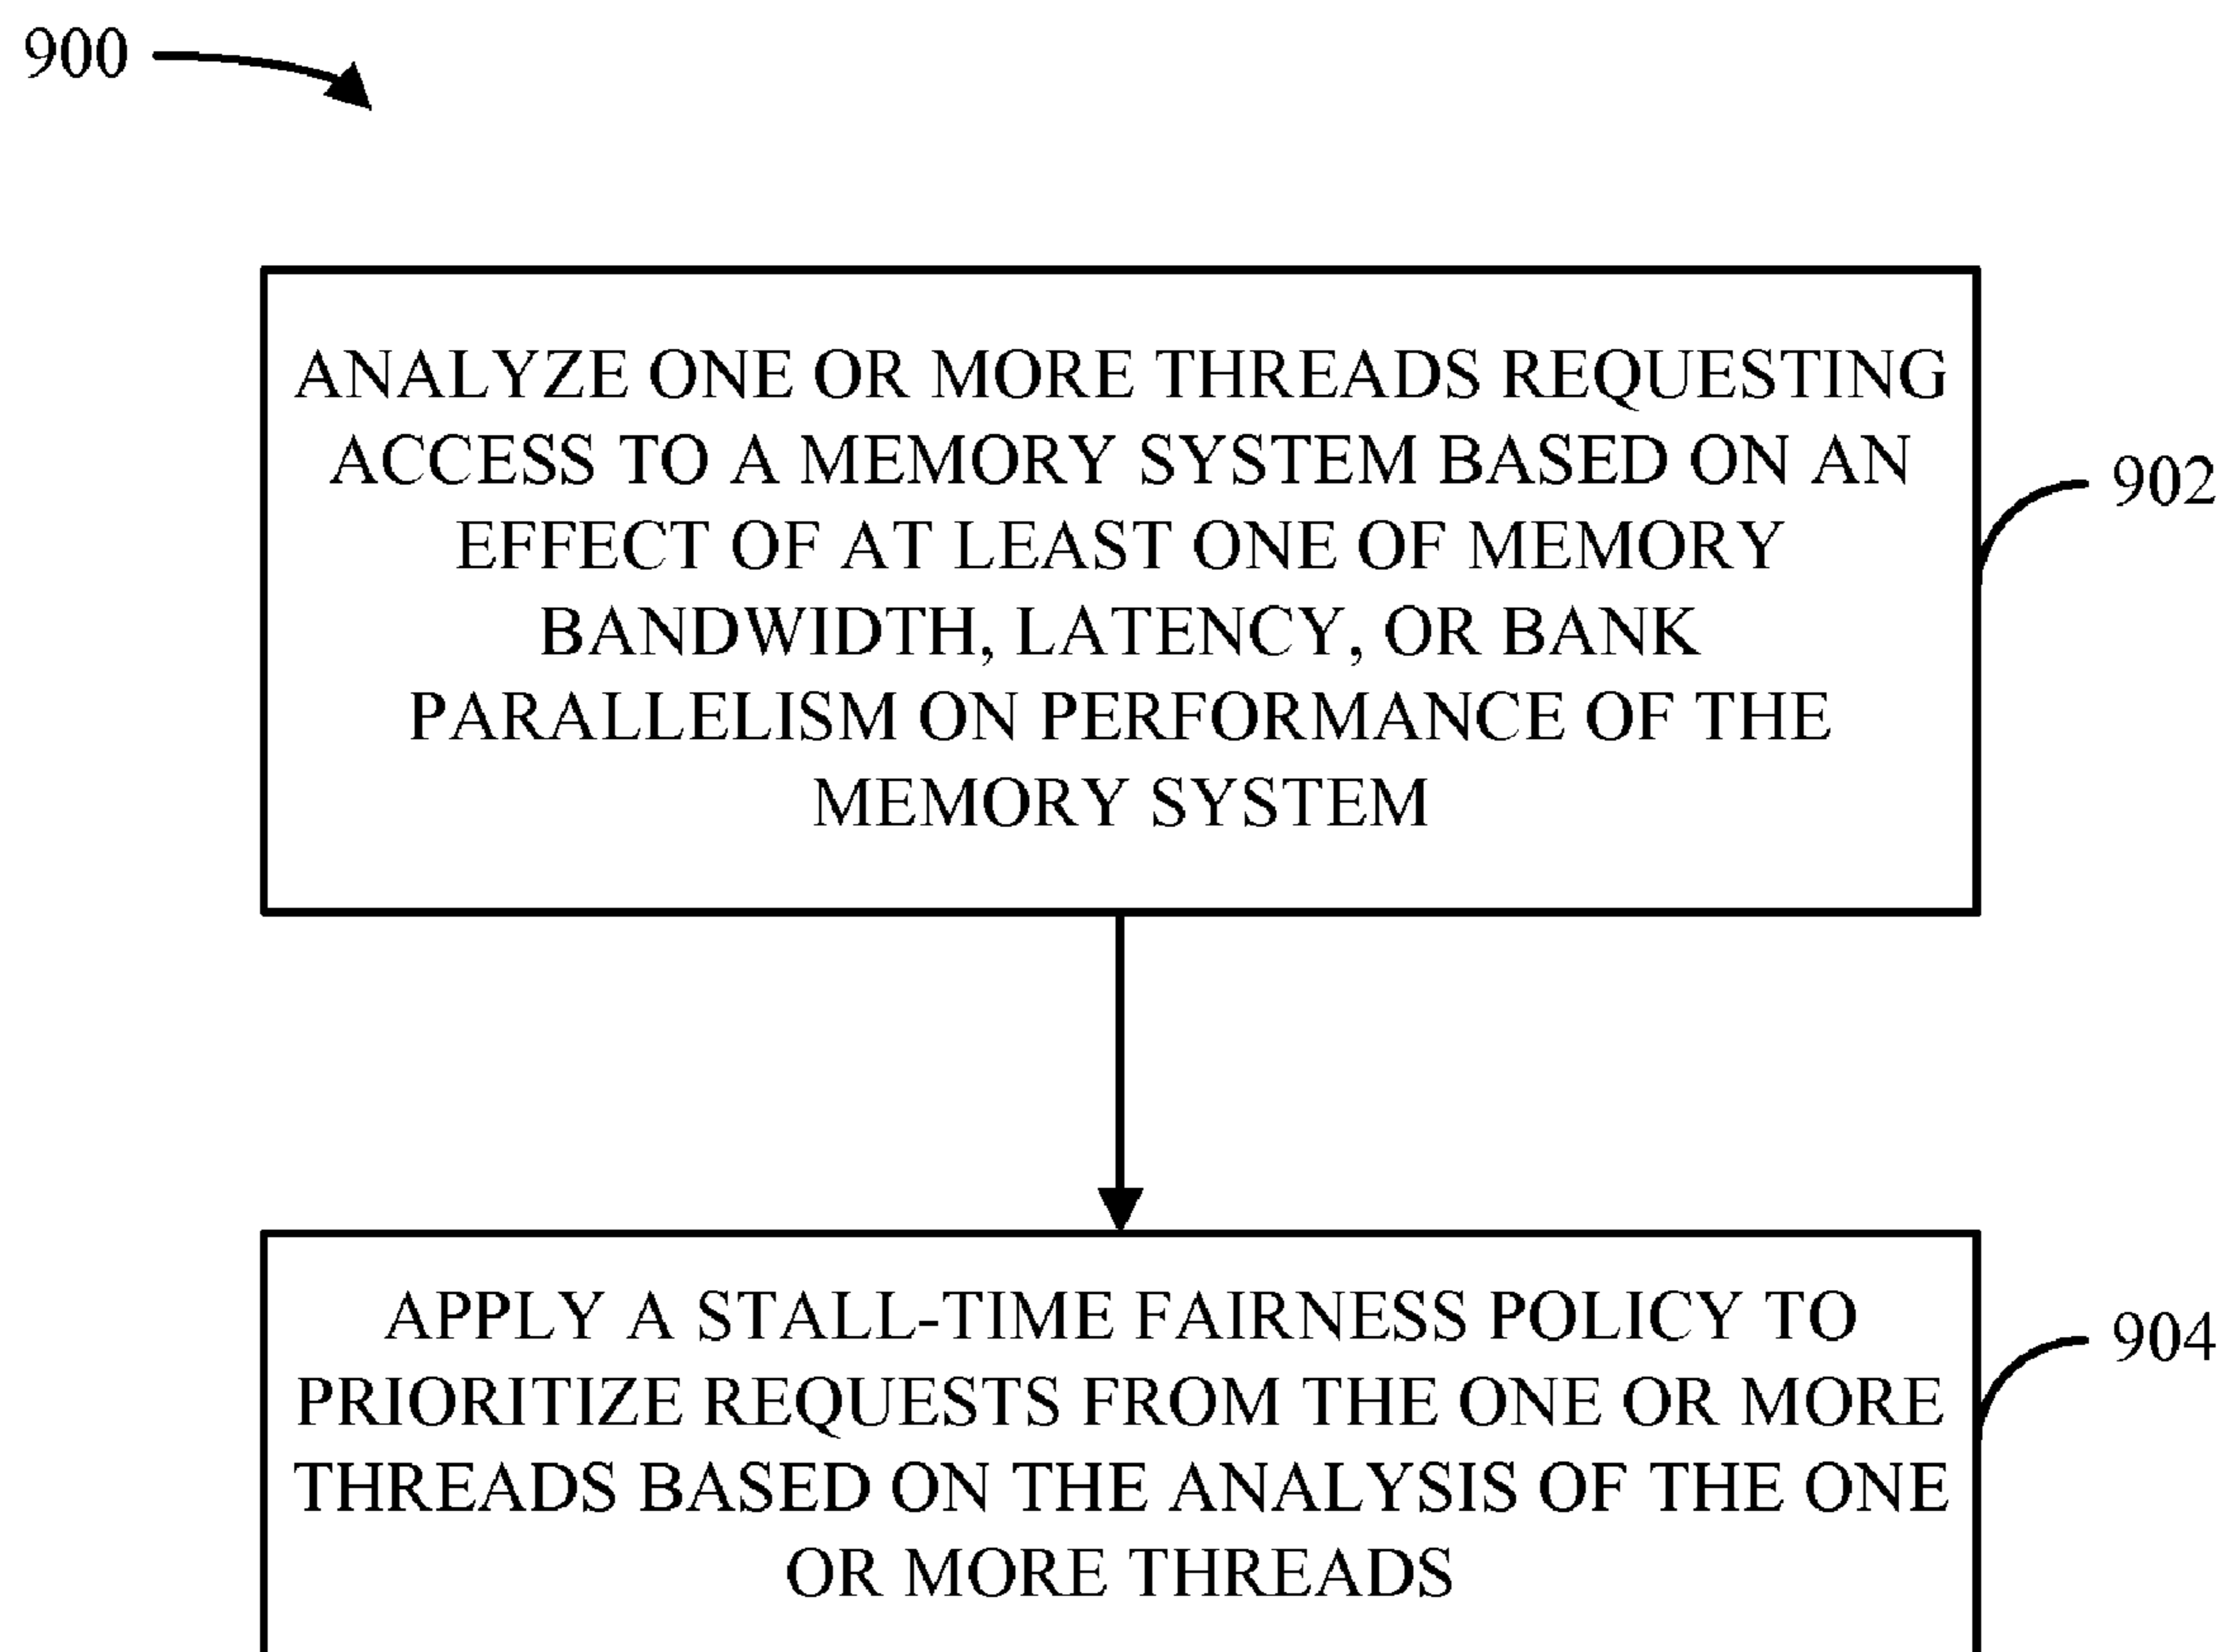 900
ANALYZE ONE OR MORE THREADS REQUESTING
ACCESS TO A MEMORY SYSTEM BASED ON AN
EFFECT OF AT LEAST ONE OF MEMORY
BANDWIDTH, LATENCY, OR BANK
PARALLELISM ON PERFORMANCE OF THE
MEMORY SYSTEM
902
APPLY A STALL-TIME FAIRNESS POLICY TO
PRIORITIZE REQUESTS FROM THE ONE OR MORE
THREADS BASED ON THE ANALYSIS OF THE ONE
OR MORE THREADS
904